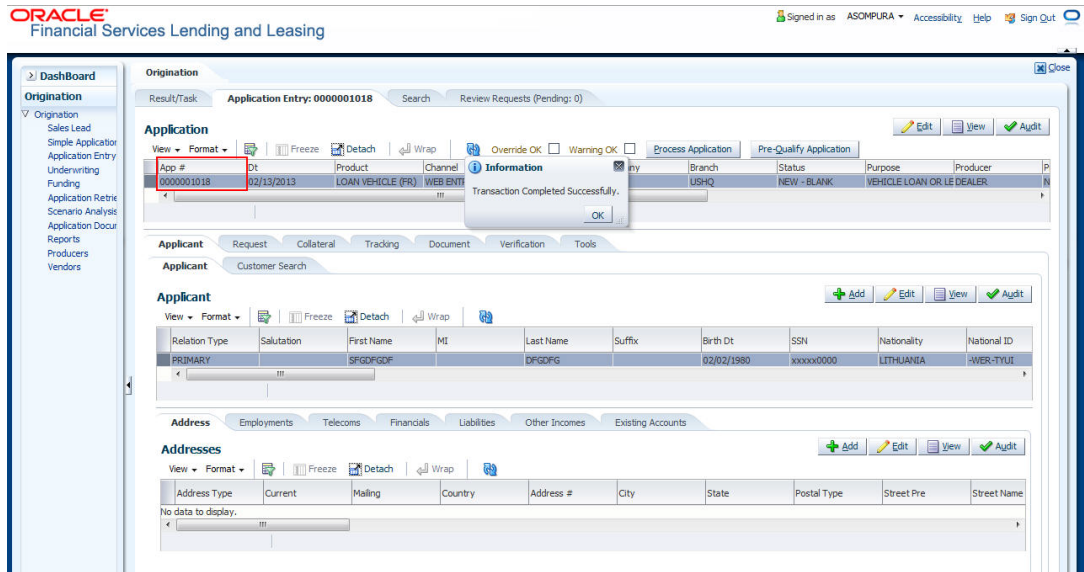 ORACLE
Financial Services Lending and Leasing
Signed in as ASOMPURA Accessibility Help Sign Out
Close
DashBoard
Origination
Origination
Sales Lead
Simple Application
Application Entry
Underwriting
Funding
Application Retrie
Scenario Analysis
Application Docur
Reports
Producers
Vendors
Origination
Result/Task Application Entry: 0000001018 Search Review Requests (Pending: 0)
Application
Edit View Audit
View Format Freeze Detach Wrap Override OK Warning OK Process Application Pre-Qualify Application
App # Dt Product Channel ny Branch Status Purpose Producer P
0000001018 02/13/2013 LOAN VEHICLE (FR) WEB ENT USHQ NEW - BLANK VEHICLE LOAN OR LE DEALER N
Information
Transaction Completed Successfully.
OK
Applicant Request Collateral Tracking Document Verification Tools
Applicant Customer Search
Applicant
Add Edit View Audit
View Format Freeze Detach Wrap
Relation Type Salutation First Name MI Last Name Suffix Birth Dt SSN Nationality National ID
PRIMARY SFGDFGDF DFGDFG 02/02/1980 xxxxx0000 LITHUANIA -WER-TYUI
Address Employments Telecoms Financials Liabilities Other Incomes Existing Accounts
Addresses
Add Edit View Audit
View Format Freeze Detach Wrap
Address Type Current Mailing Country Address # City State Postal Type Street Pre Street Name
No data to display.